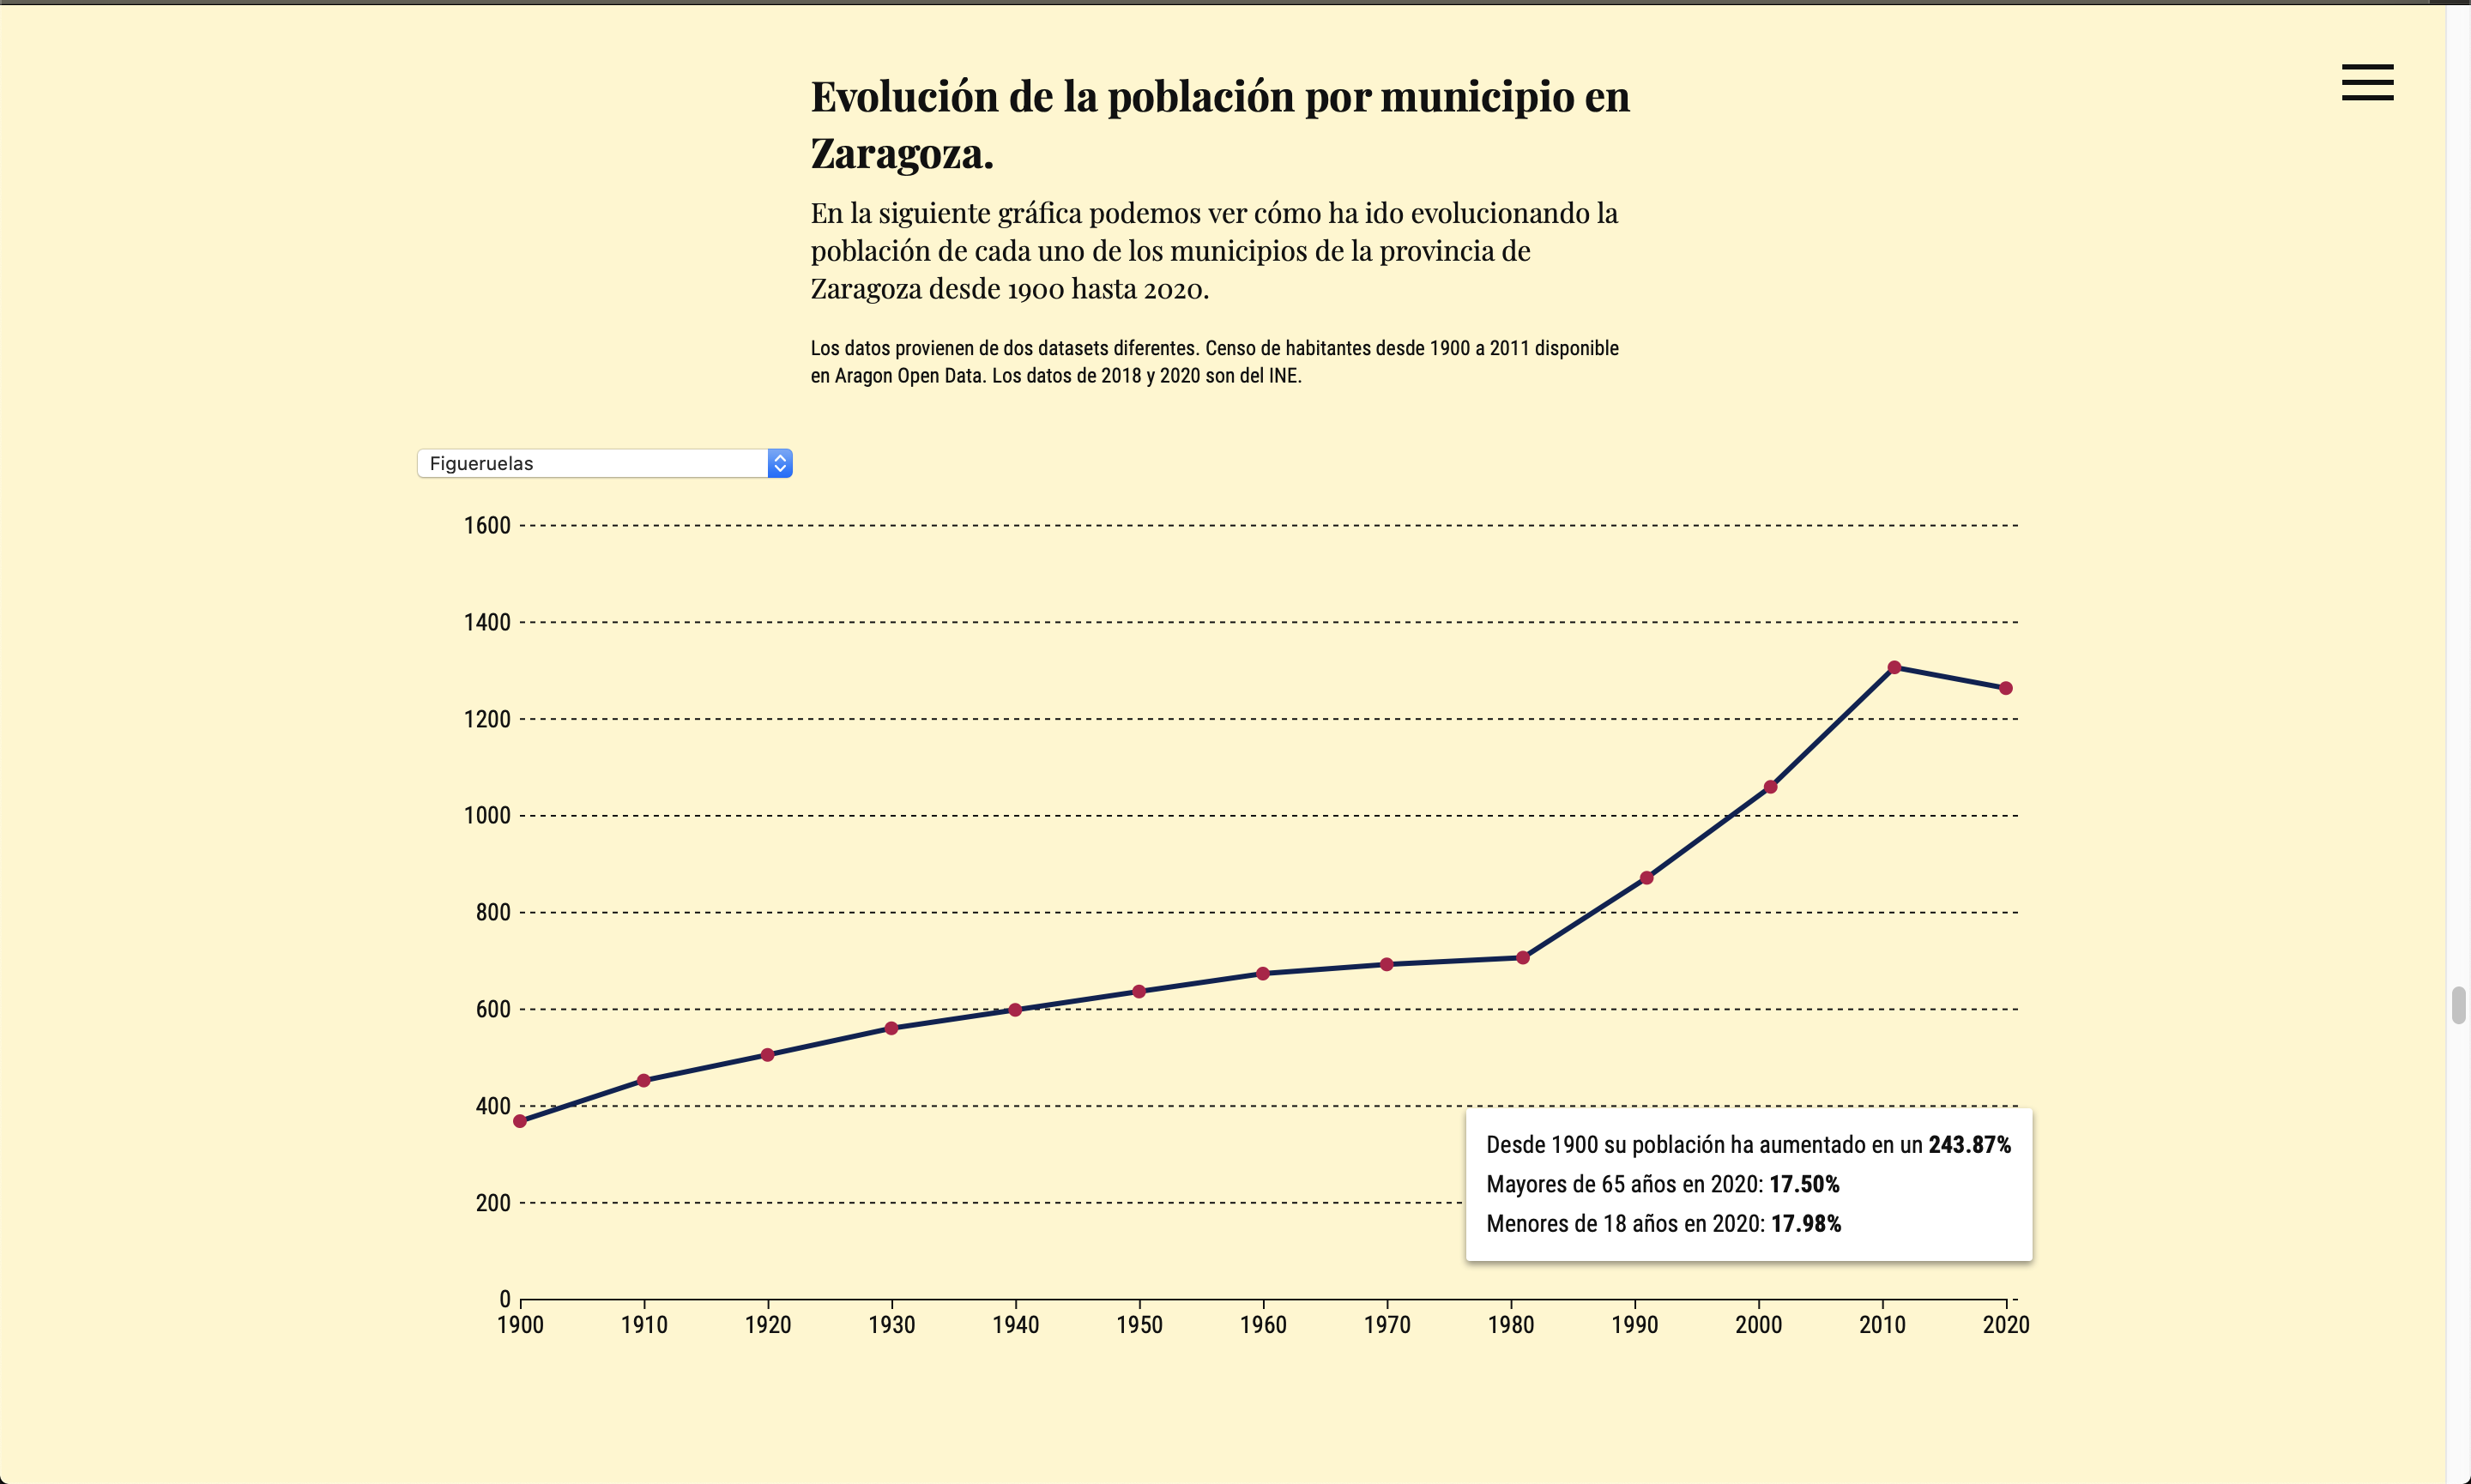 Evolución de la población por municipio en
Zaragoza.
En la siguiente gráfica podemos ver cómo ha ido evolucionando la
población de cada uno de los municipios de la provincia de
Zaragoza desde 1900 hasta 2020.
Los datos provienen de dos datasets diferentes. Censo de habitantes desde 1900 a 2011 disponible
en Aragon Open Data. Los datos de 2018 y 2020 son del INE.
Figueruelas
1600
1400
1200
1000
800
600
400
200
0
Desde 1900 su población ha aumentado en un 243.87%
Mayores de 65 años en 2020: 17.50%
Menores de 18 años en 2020: 17.98%
1900 1910 1920 1930 1940 1950 1960 1970 1980 1990 2000 2010 2020